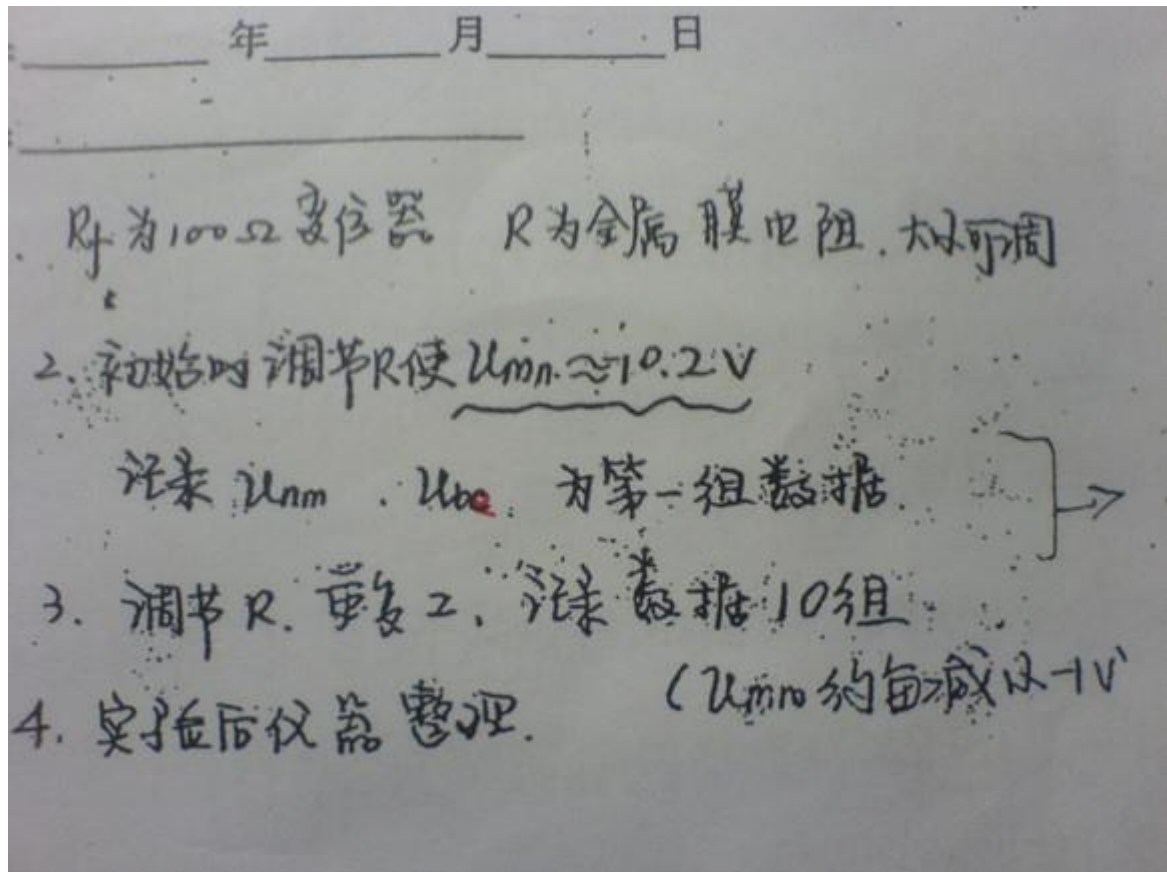 年 月 日
Rf为100Ω变位器 R为金属膜电阻.大小可调
2.初始时调节R使Umn≈10.2V
记录Unm.Ube.为第一组数据.
3.调节R.重复2.记录数据10组
(Umn约每减以-1V
4.实验后仪器整理.